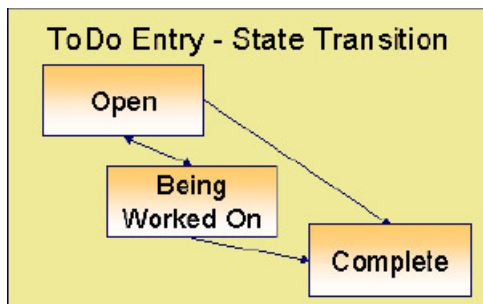 ToDo Entry - State Transition
Open
Being
Worked On
Complete